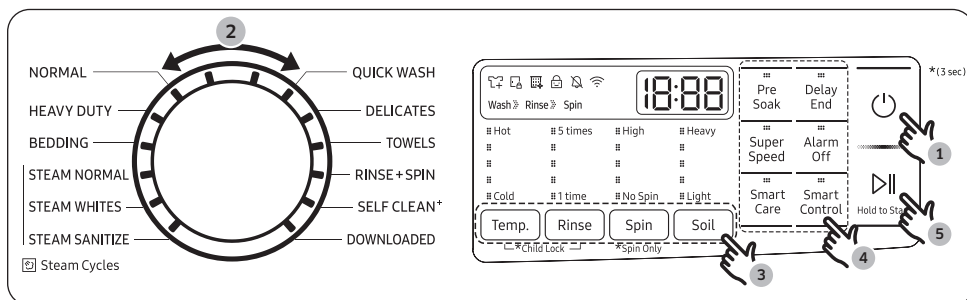 2
NORMAL
HEAVY DUTY
BEDDING
STEAM NORMAL
STEAM WHITES
STEAM SANITIZE
Steam Cycles
QUICK WASH
DELICATES
TOWELS
RINSE+SPIN
SELF CLEAN+
DOWNLOADED
Wash» Rinse» Spin
18:88
Hot 5 times High Heavy
Cold 1 time No Spin Light
Temp. Rinse Spin Soil
*Child Lock *Spin Only
3
Pre Soak
Delay End
Super Speed
Alarm Off
Smart Care
Smart Control
4
*(3 sec)
1
Hold to
5